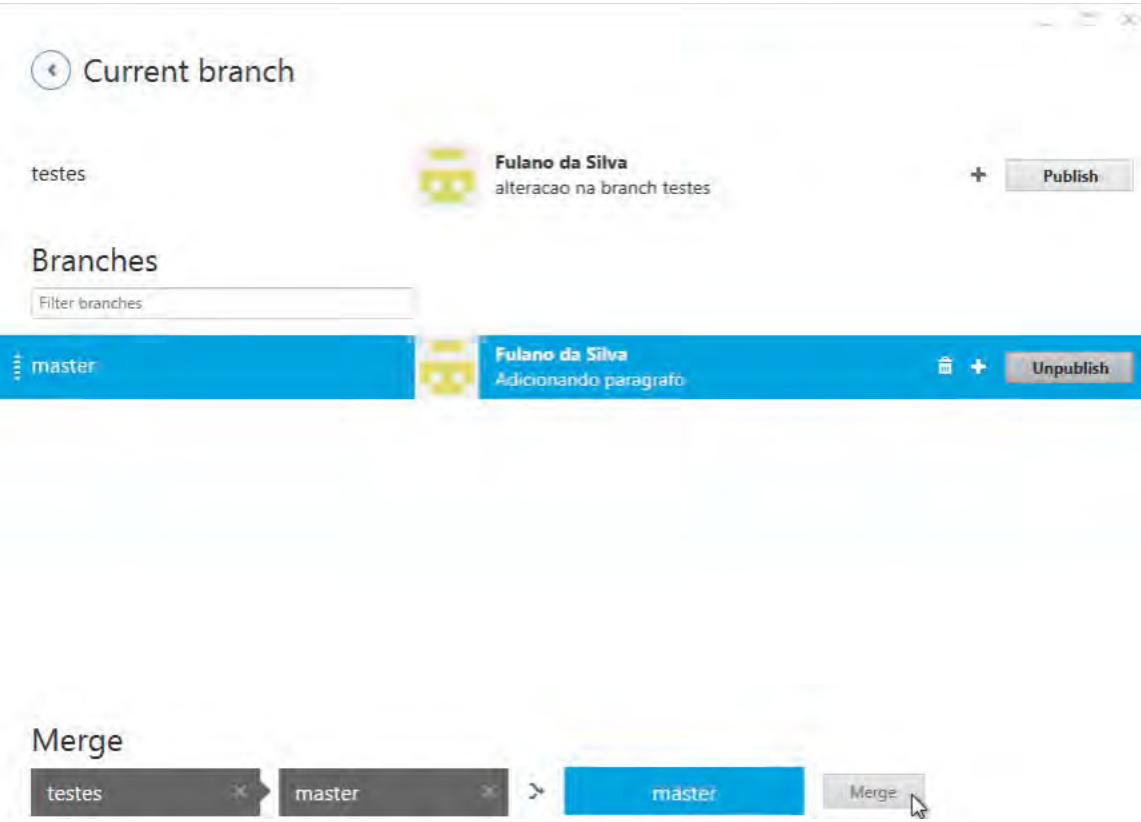 Current branch
testes
Fulano da Silva
alteracao na branch testes
Publish
Branches
Filter branches
master
Fulano da Silva
Adicionando paragrafo
Unpublish
Merge
testes
master
master
Merge